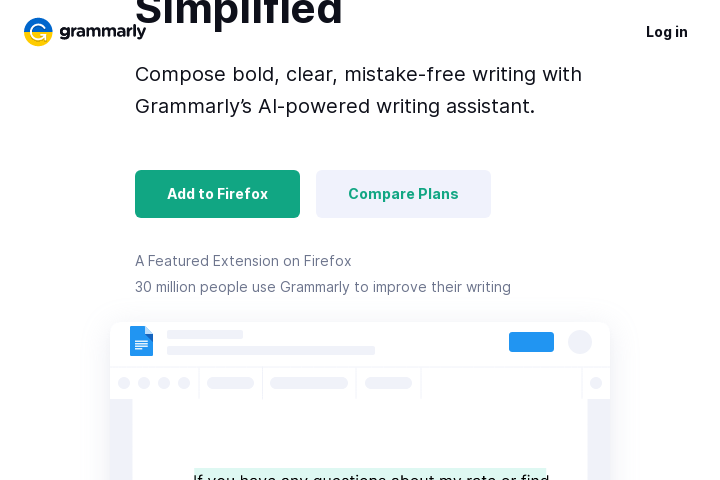 Simplified
grammarly
Log in
Compose bold, clear, mistake-free writing with
Grammarly's AI-powered writing assistant.
Add to Firefox
Compare Plans
A Featured Extension on Firefox
30 million people use Grammarly to improve their writing
If you have any questions about my rate or find